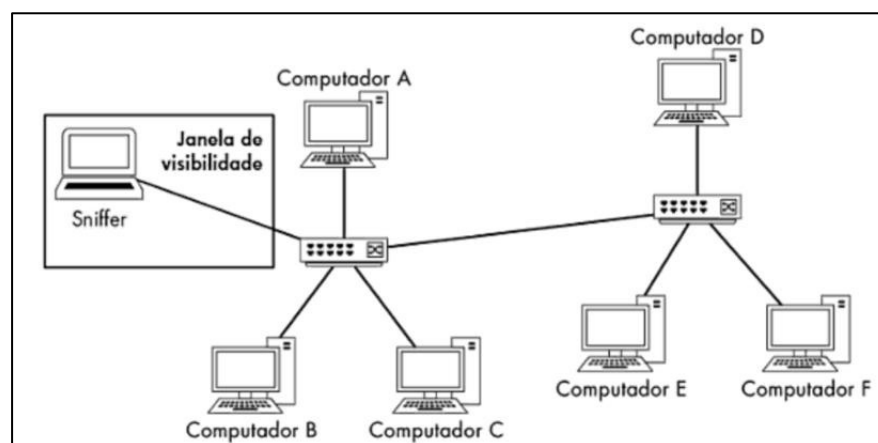 Computador D
Computador A
Janela de
visibilidade
Sniffer
Computador E
Computador F
Computador B
Computador C